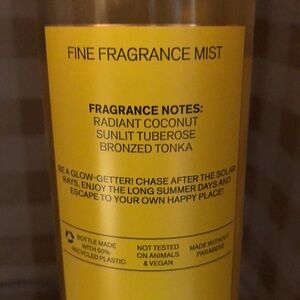 FINE FRAGRANCE MIST
FRAGRANCE NOTES:
RADIANT COCONUT
SUNLIT TUBEROSE
BRONZED TONKA
BE A GLOW-GETTER! CHASE AFTER THE SOLAR
RAYS, ENJOY THE LONG SUMMER DAYS AND
ESCAPE TO YOUR OWN HAPPY PLACE!
BOTTLE MADE
WITH 50%
RECYCLED PLASTIC
NOT TESTED
ON ANIMALS
& VEGAN
MADE WITHOUT
PARABENS